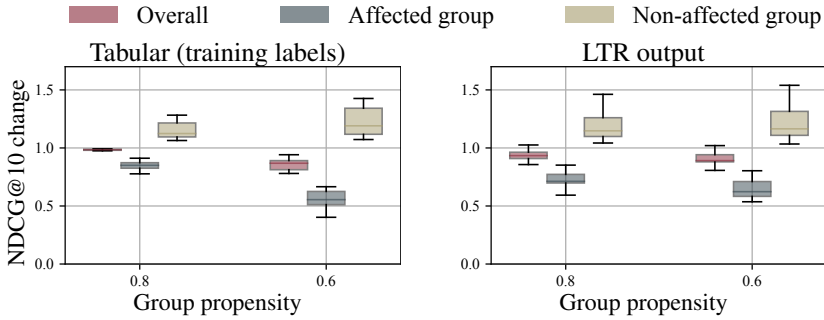 Overall Affected group Non-affected group
Tabular (training labels) LTR output
NDCG@10 change
1.5
1.0
0.5
0.0
0.8 0.6
Group propensity
1.5
1.0
0.5
0.0
0.8 0.6
Group propensity